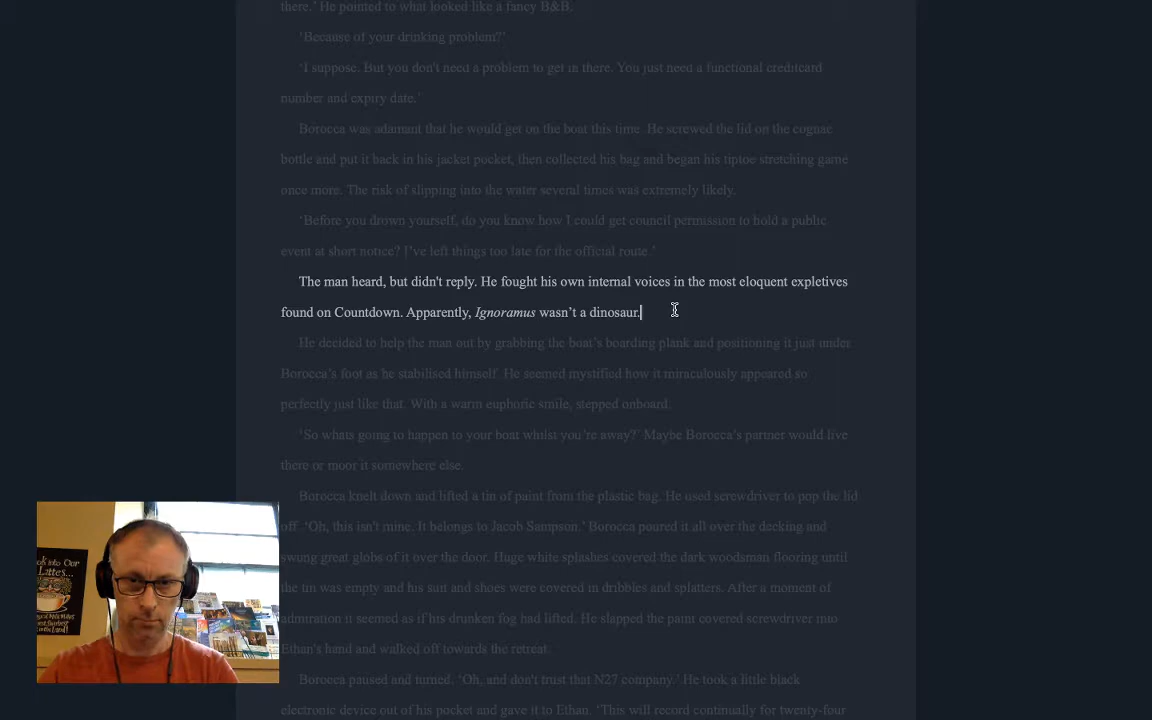 there.' He pointed to what looked like a fancy B&B.
'Because of your drinking problem?'
'I suppose. But you don't need a problem to get in there. You just need a functional creditcard
number and expiry date.'
Borocca was adamant that he would get on the boat this time. He screwed the lid on the cognac
bottle and put it back in his jacket pocket, then collected his bag and began his tiptoe stretching game
once more. The risk of slipping into the water several times was extremely likely.
'Before you drown yourself, do you know how I could get council permission to hold a public
event at short notice? I've left things too late for the official route.'
The man heard, but didn't reply. He fought his own internal voices in the most eloquent expletives
found on Countdown. Apparently, Ignoramus wasn't a dinosaur.
He decided to help the man out by grabbing the boat's boarding plank and positioning it just under
Borocca's foot as he stabilised himself. He seemed mystified how it miraculously appeared so
perfectly just like that. With a warm euphoric smile, stepped onboard.
'So whats going to happen to your boat whilst you're away?' Maybe Borocca's partner would live
there or moor it somewhere else.
Borocca knelt down and lifted a tin of paint from the plastic bag. He used screwdriver to pop the lid
off. 'Oh, this isn't mine. It belongs to Jacob Sampson.' Borocca poured it all over the decking and
swung great globs of it over the door. Huge white splashes covered the dark woodsman flooring until
the tin was empty and his suit and shoes were covered in dribbles and splatters. After a moment of
admiration it seemed as if his drunken fog had lifted. He slapped the paint covered screwdriver into
Ethan's hand and walked off towards the retreat.
Borocca paused and turned. 'Oh, and don't trust that N27 company.' He took a little black
electronic device out of his pocket and gave it to Ethan. 'This will record continually for twenty-four
into Our
Lattes...